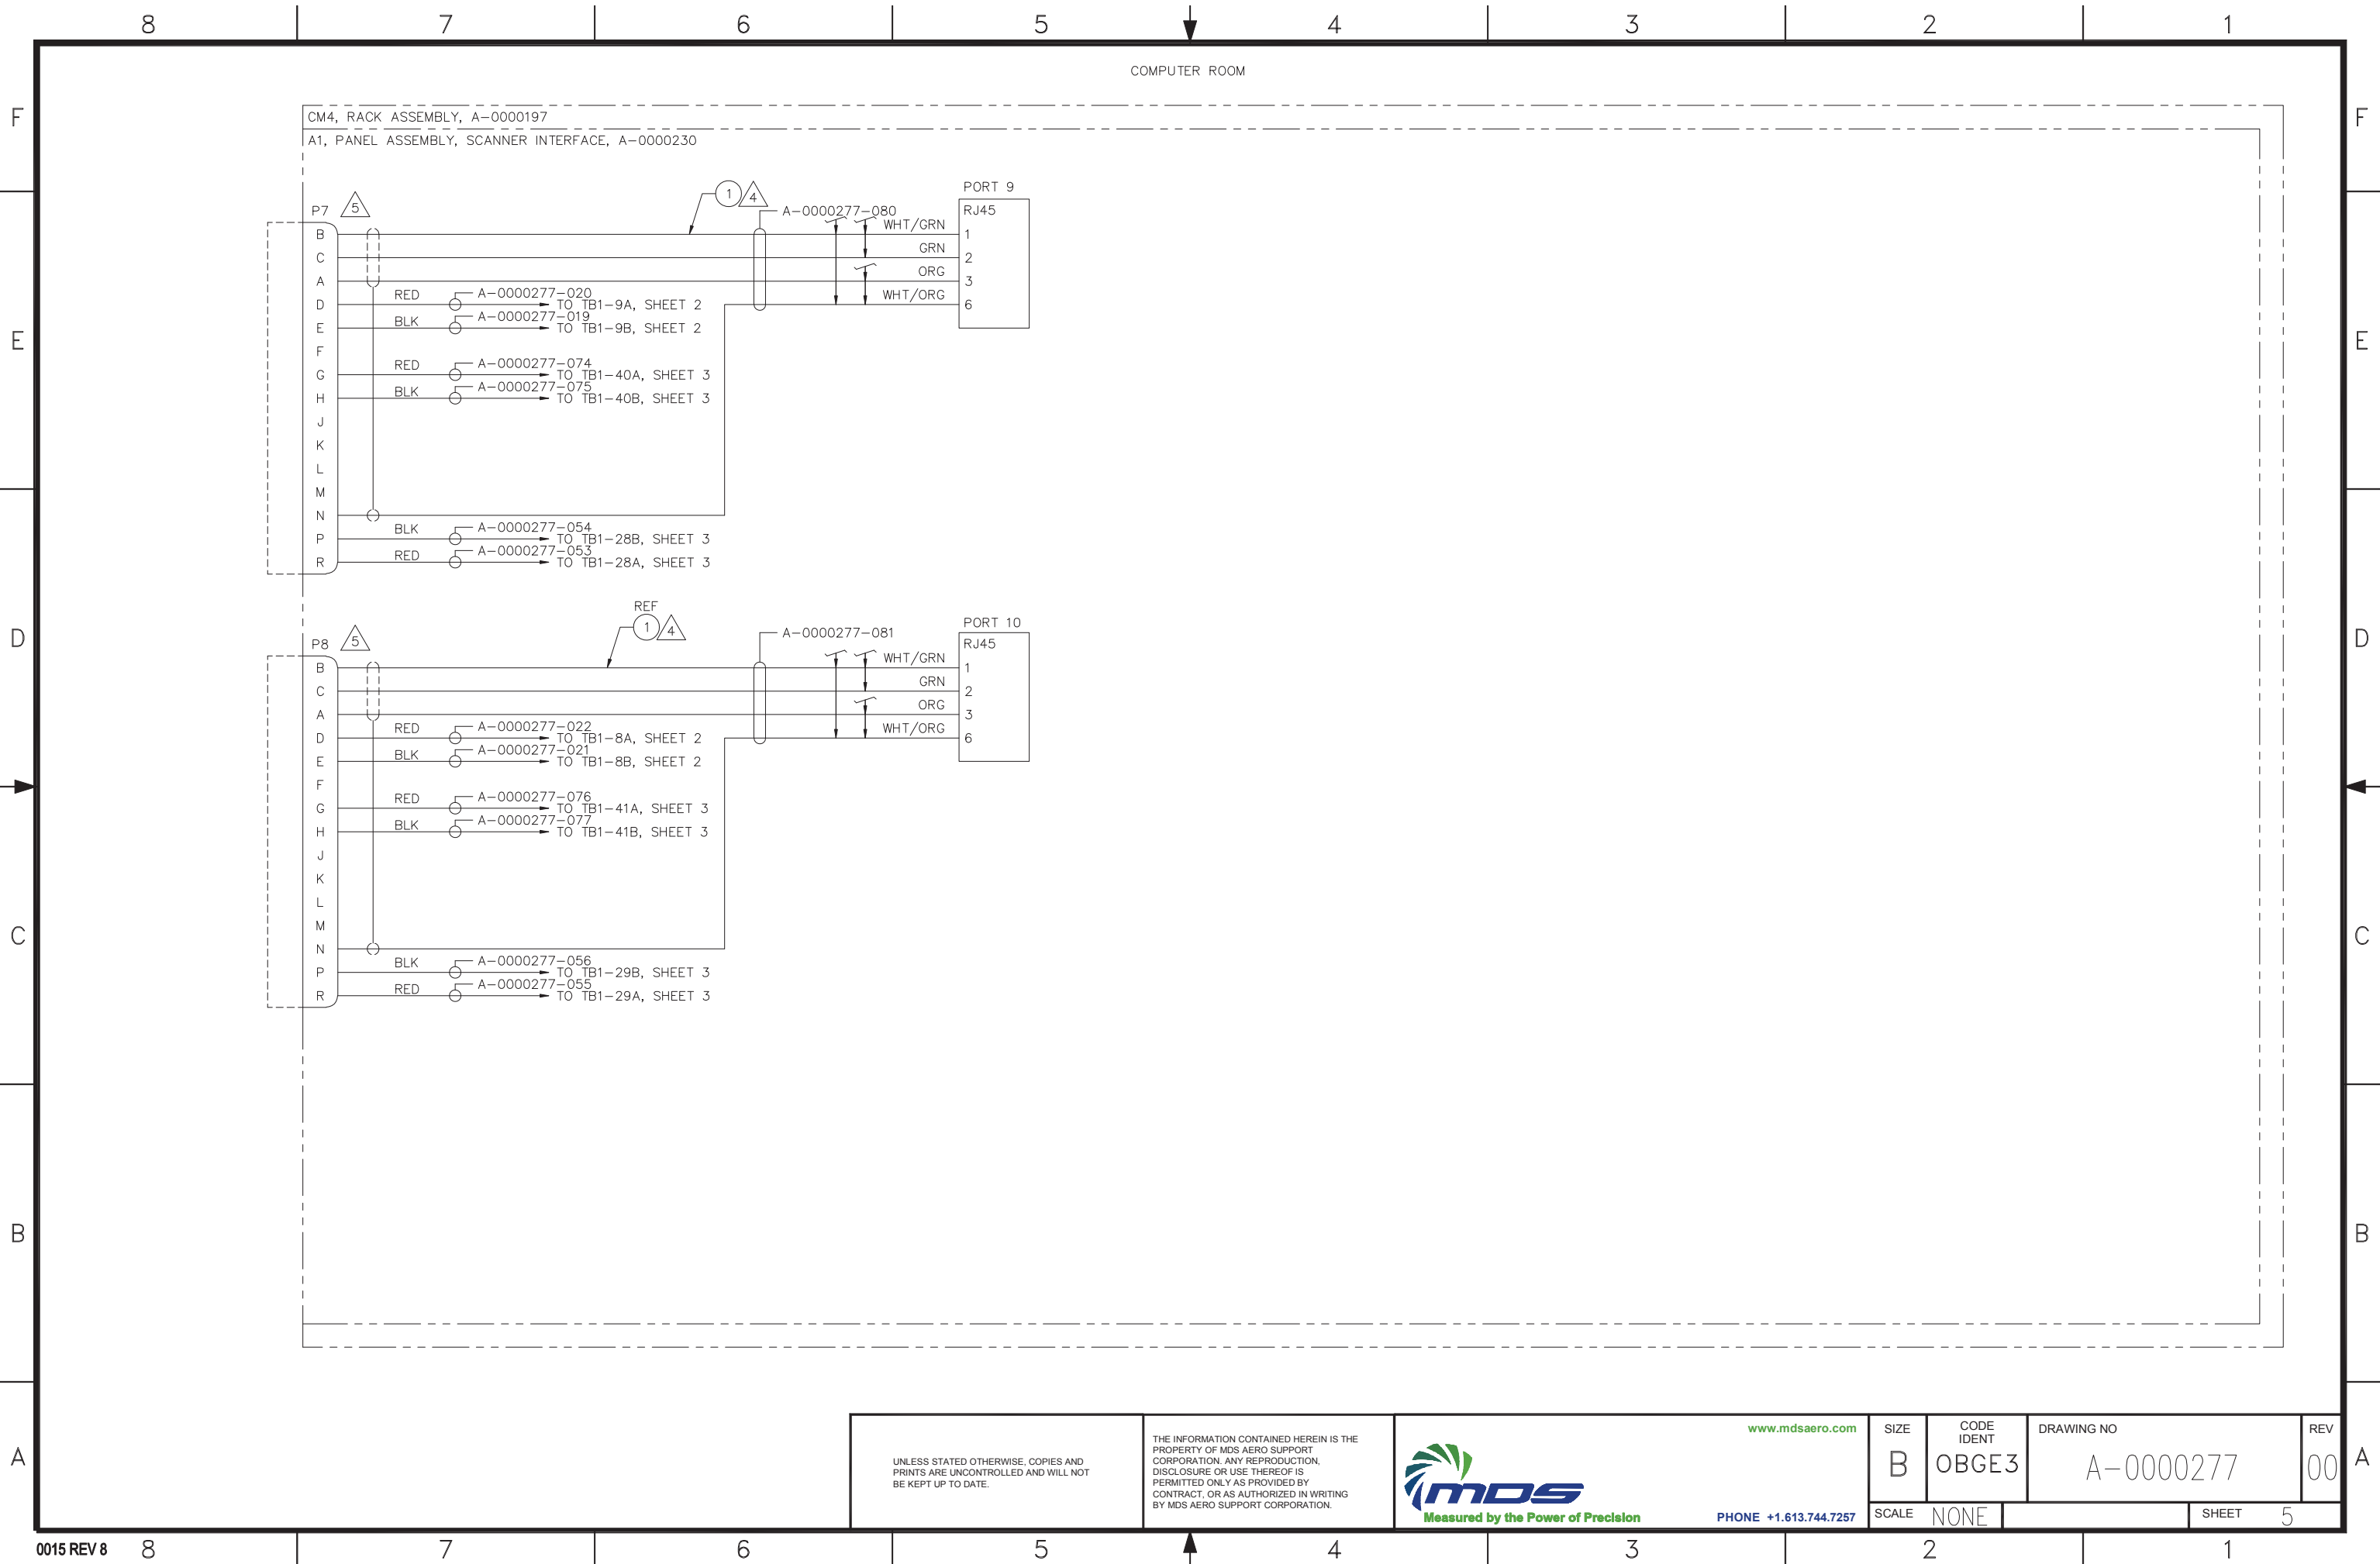 8 7 6 5 4 3 2 1
COMPUTER ROOM
F F
CM4, RACK ASSEMBLY, A-0000197
A1, PANEL ASSEMBLY, SCANNER INTERFACE, A-0000230
1 4
PORT 9
P7 5
A-0000277-080
RJ45
B WHT/GRN 1
C GRN 2
A ORG 3
RED A-0000277-020
D TO TB1-9A, SHEET 2 WHT/ORG 6
BLK A-0000277-019
E TO TB1-9B, SHEET 2
E E
F
RED A-0000277-074
G TO TB1-40A, SHEET 3
BLK A-0000277-075
H TO TB1-40B, SHEET 3
J
K
L
M
N
BLK A-0000277-054
P TO TB1-28B, SHEET 3
RED A-0000277-053
R TO TB1-28A, SHEET 3
REF
1 4
PORT 10
D D
P8 5
A-0000277-081
RJ45
B WHT/GRN 1
C GRN 2
A ORG 3
RED A-0000277-022
D TO TB1-8A, SHEET 2 WHT/ORG 6
BLK A-0000277-021
E TO TB1-8B, SHEET 2
F
RED A-0000277-076
G TO TB1-41A, SHEET 3
BLK A-0000277-077
H TO TB1-41B, SHEET 3
J
K
L
M
C C
N
BLK A-0000277-056
P TO TB1-29B, SHEET 3
RED A-0000277-055
R TO TB1-29A, SHEET 3
B B
A A
UNLESS STATED OTHERWISE, COPIES AND
PRINTS ARE UNCONTROLLED AND WILL NOT
BE KEPT UP TO DATE.
THE INFORMATION CONTAINED HEREIN IS THE
PROPERTY OF MDS AERO SUPPORT
CORPORATION. ANY REPRODUCTION,
DISCLOSURE OR USE THEREOF IS
PERMITTED ONLY AS PROVIDED BY
CONTRACT, OR AS AUTHORIZED IN WRITING
BY MDS AERO SUPPORT CORPORATION.
www.mdsaero.com
mDS
Measured by the Power of Precision
PHONE +1.613.744.7257
SIZE
B
CODE
IDENT
OBGE3
DRAWING NO
A-0000277
REV
00
SCALE NONE
SHEET 5
0015 REV 8
8 7 6 5 4 3 2 1